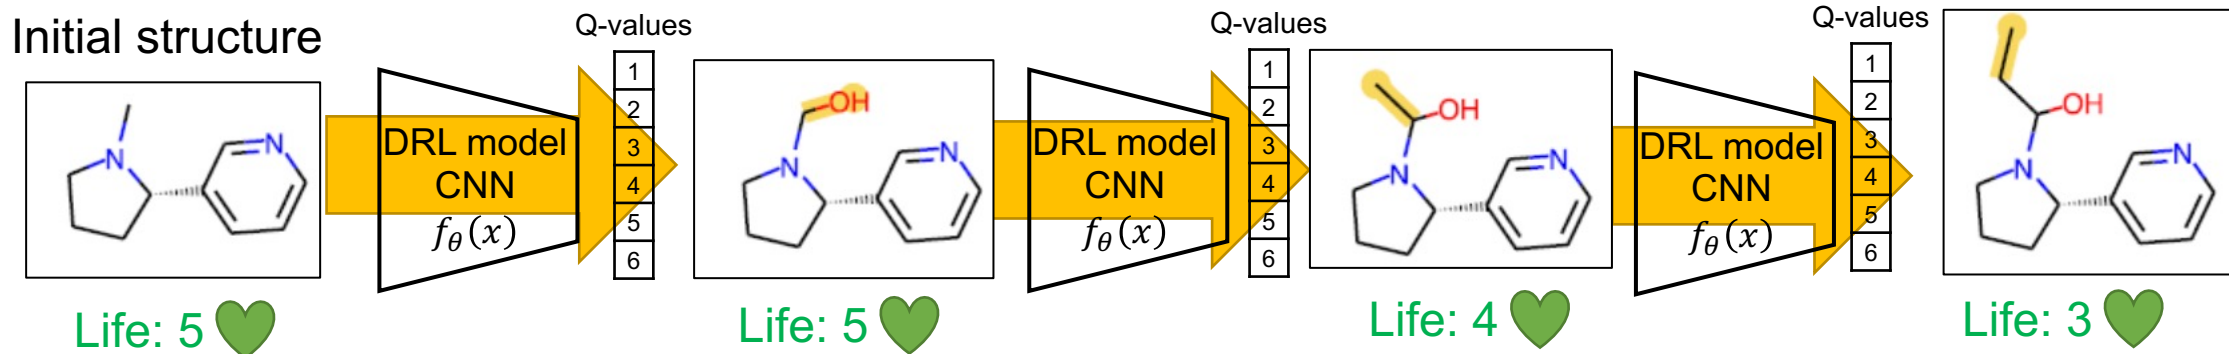 Initial structure
N
N
Life: 5
DRL model
CNN
fθ(x)
Q-values
1
2
3
4
5
6
OH
N
N
Life: 5
DRL model
CNN
fθ(x)
Q-values
1
2
3
4
5
6
OH
N
N
Life: 4
DRL model
CNN
fθ(x)
Q-values
1
2
3
4
5
6
OH
N
N
Life: 3